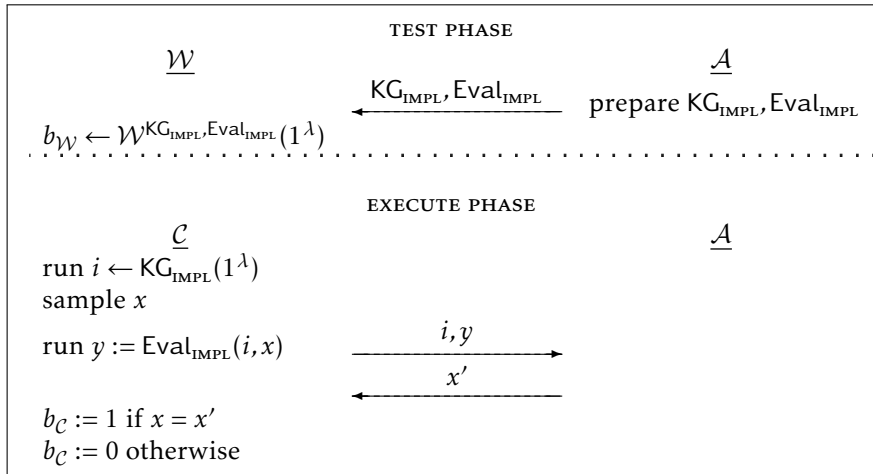 TEST PHASE
𝒲 𝒜
KG_IMPL, Eval_IMPL
prepare KG_IMPL, Eval_IMPL
b_𝒲 ← 𝒲^{KG_IMPL, Eval_IMPL}(1^λ)
EXECUTE PHASE
𝒞 𝒜
run i ← KG_IMPL(1^λ)
sample x
run y := Eval_IMPL(i, x)
i, y
x′
b_𝒞 := 1 if x = x′
b_𝒞 := 0 otherwise